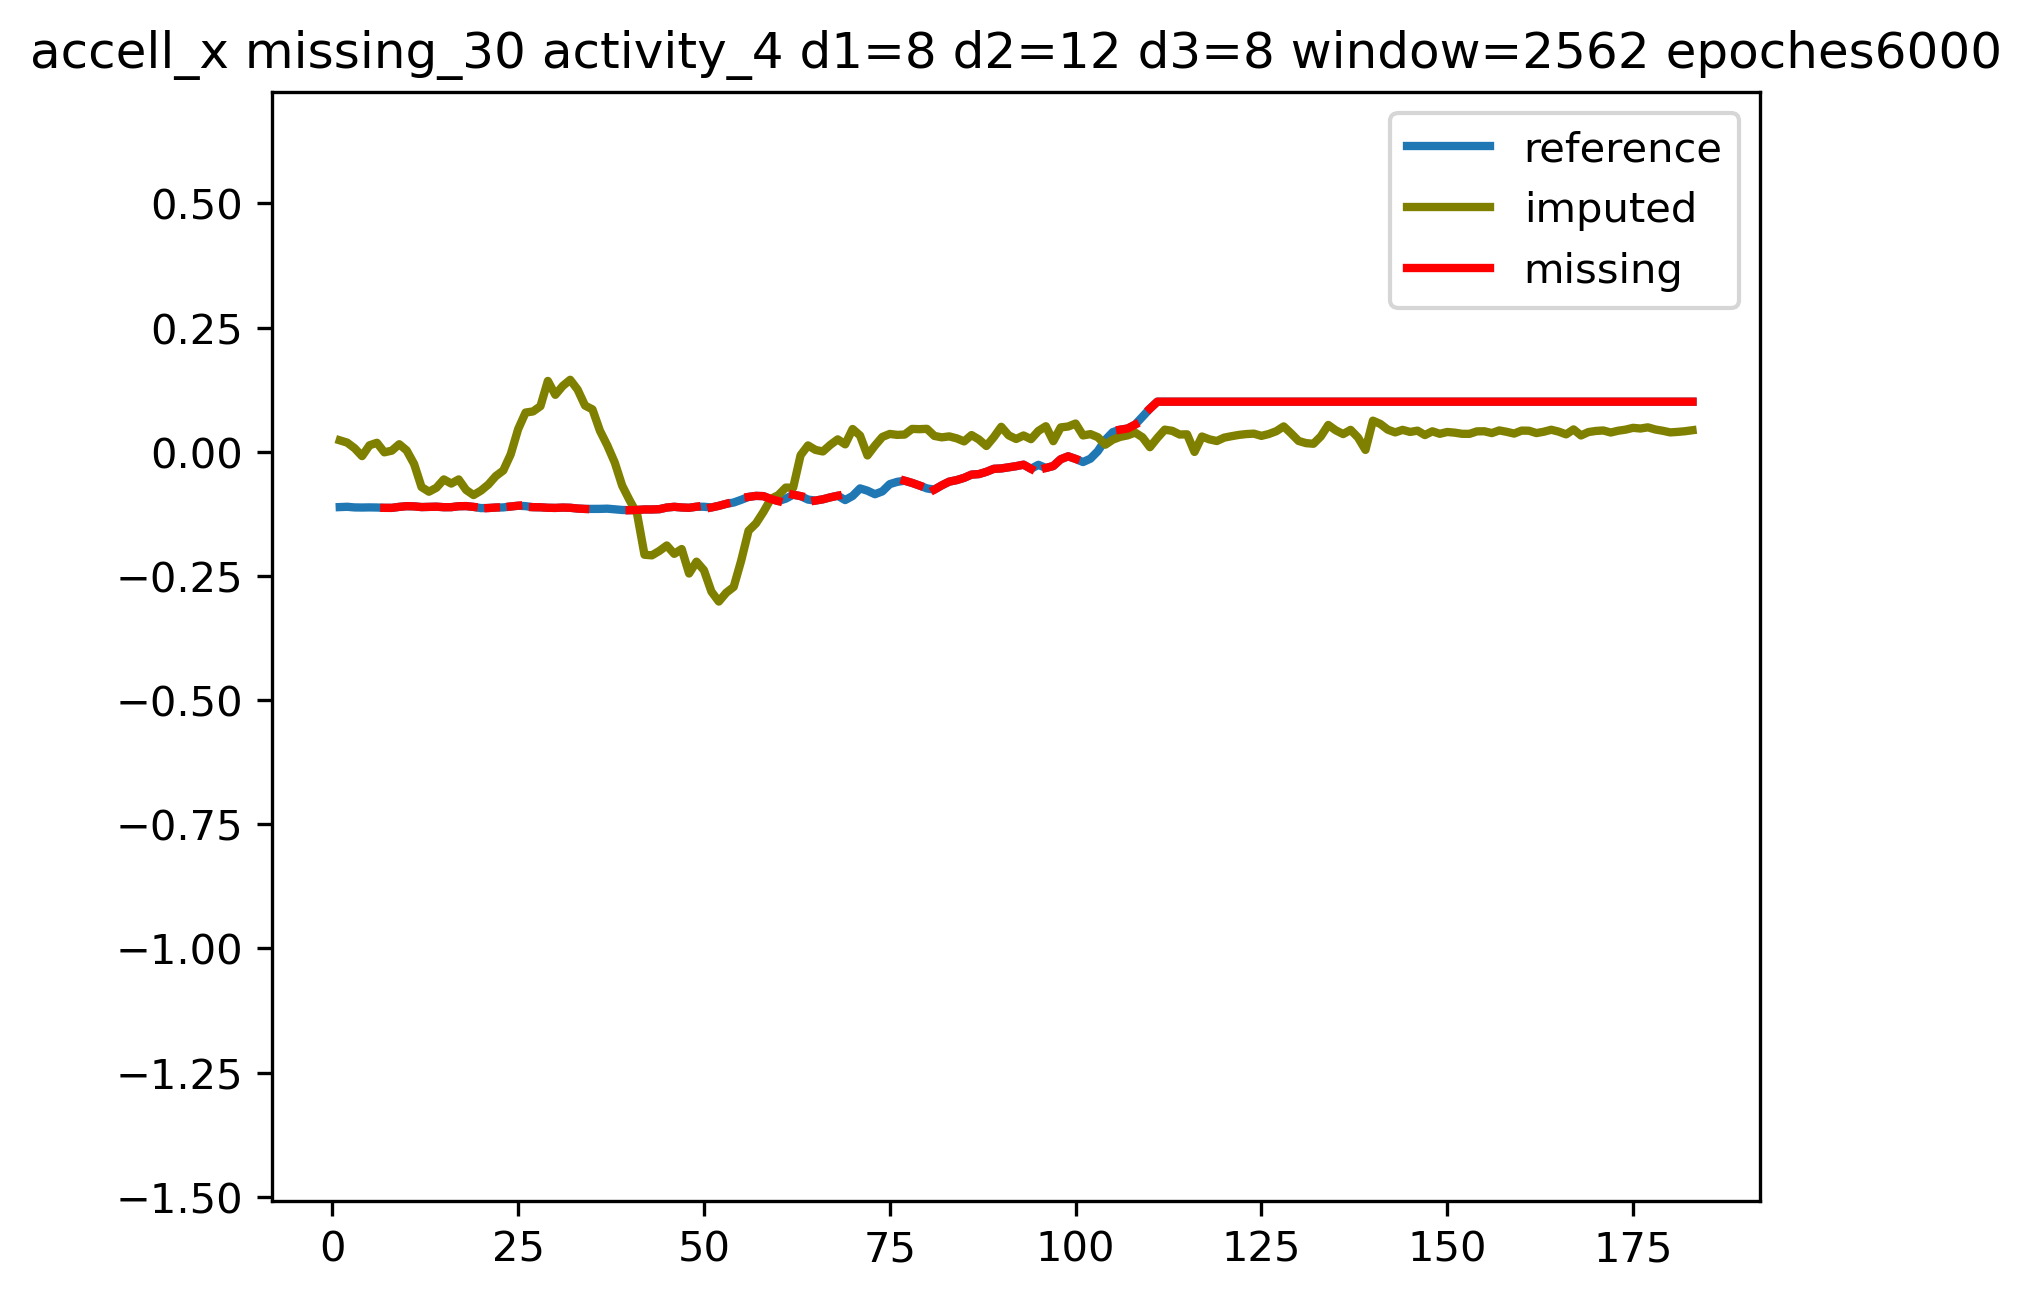 accell_x missing_30 activity_4 d1=8 d2=12 d3=8 window=2562 epoches6000
reference
imputed
missing
0.50
0.25
0.00
−0.25
−0.50
−0.75
−1.00
−1.25
−1.50
0 25 50 75 100 125 150 175